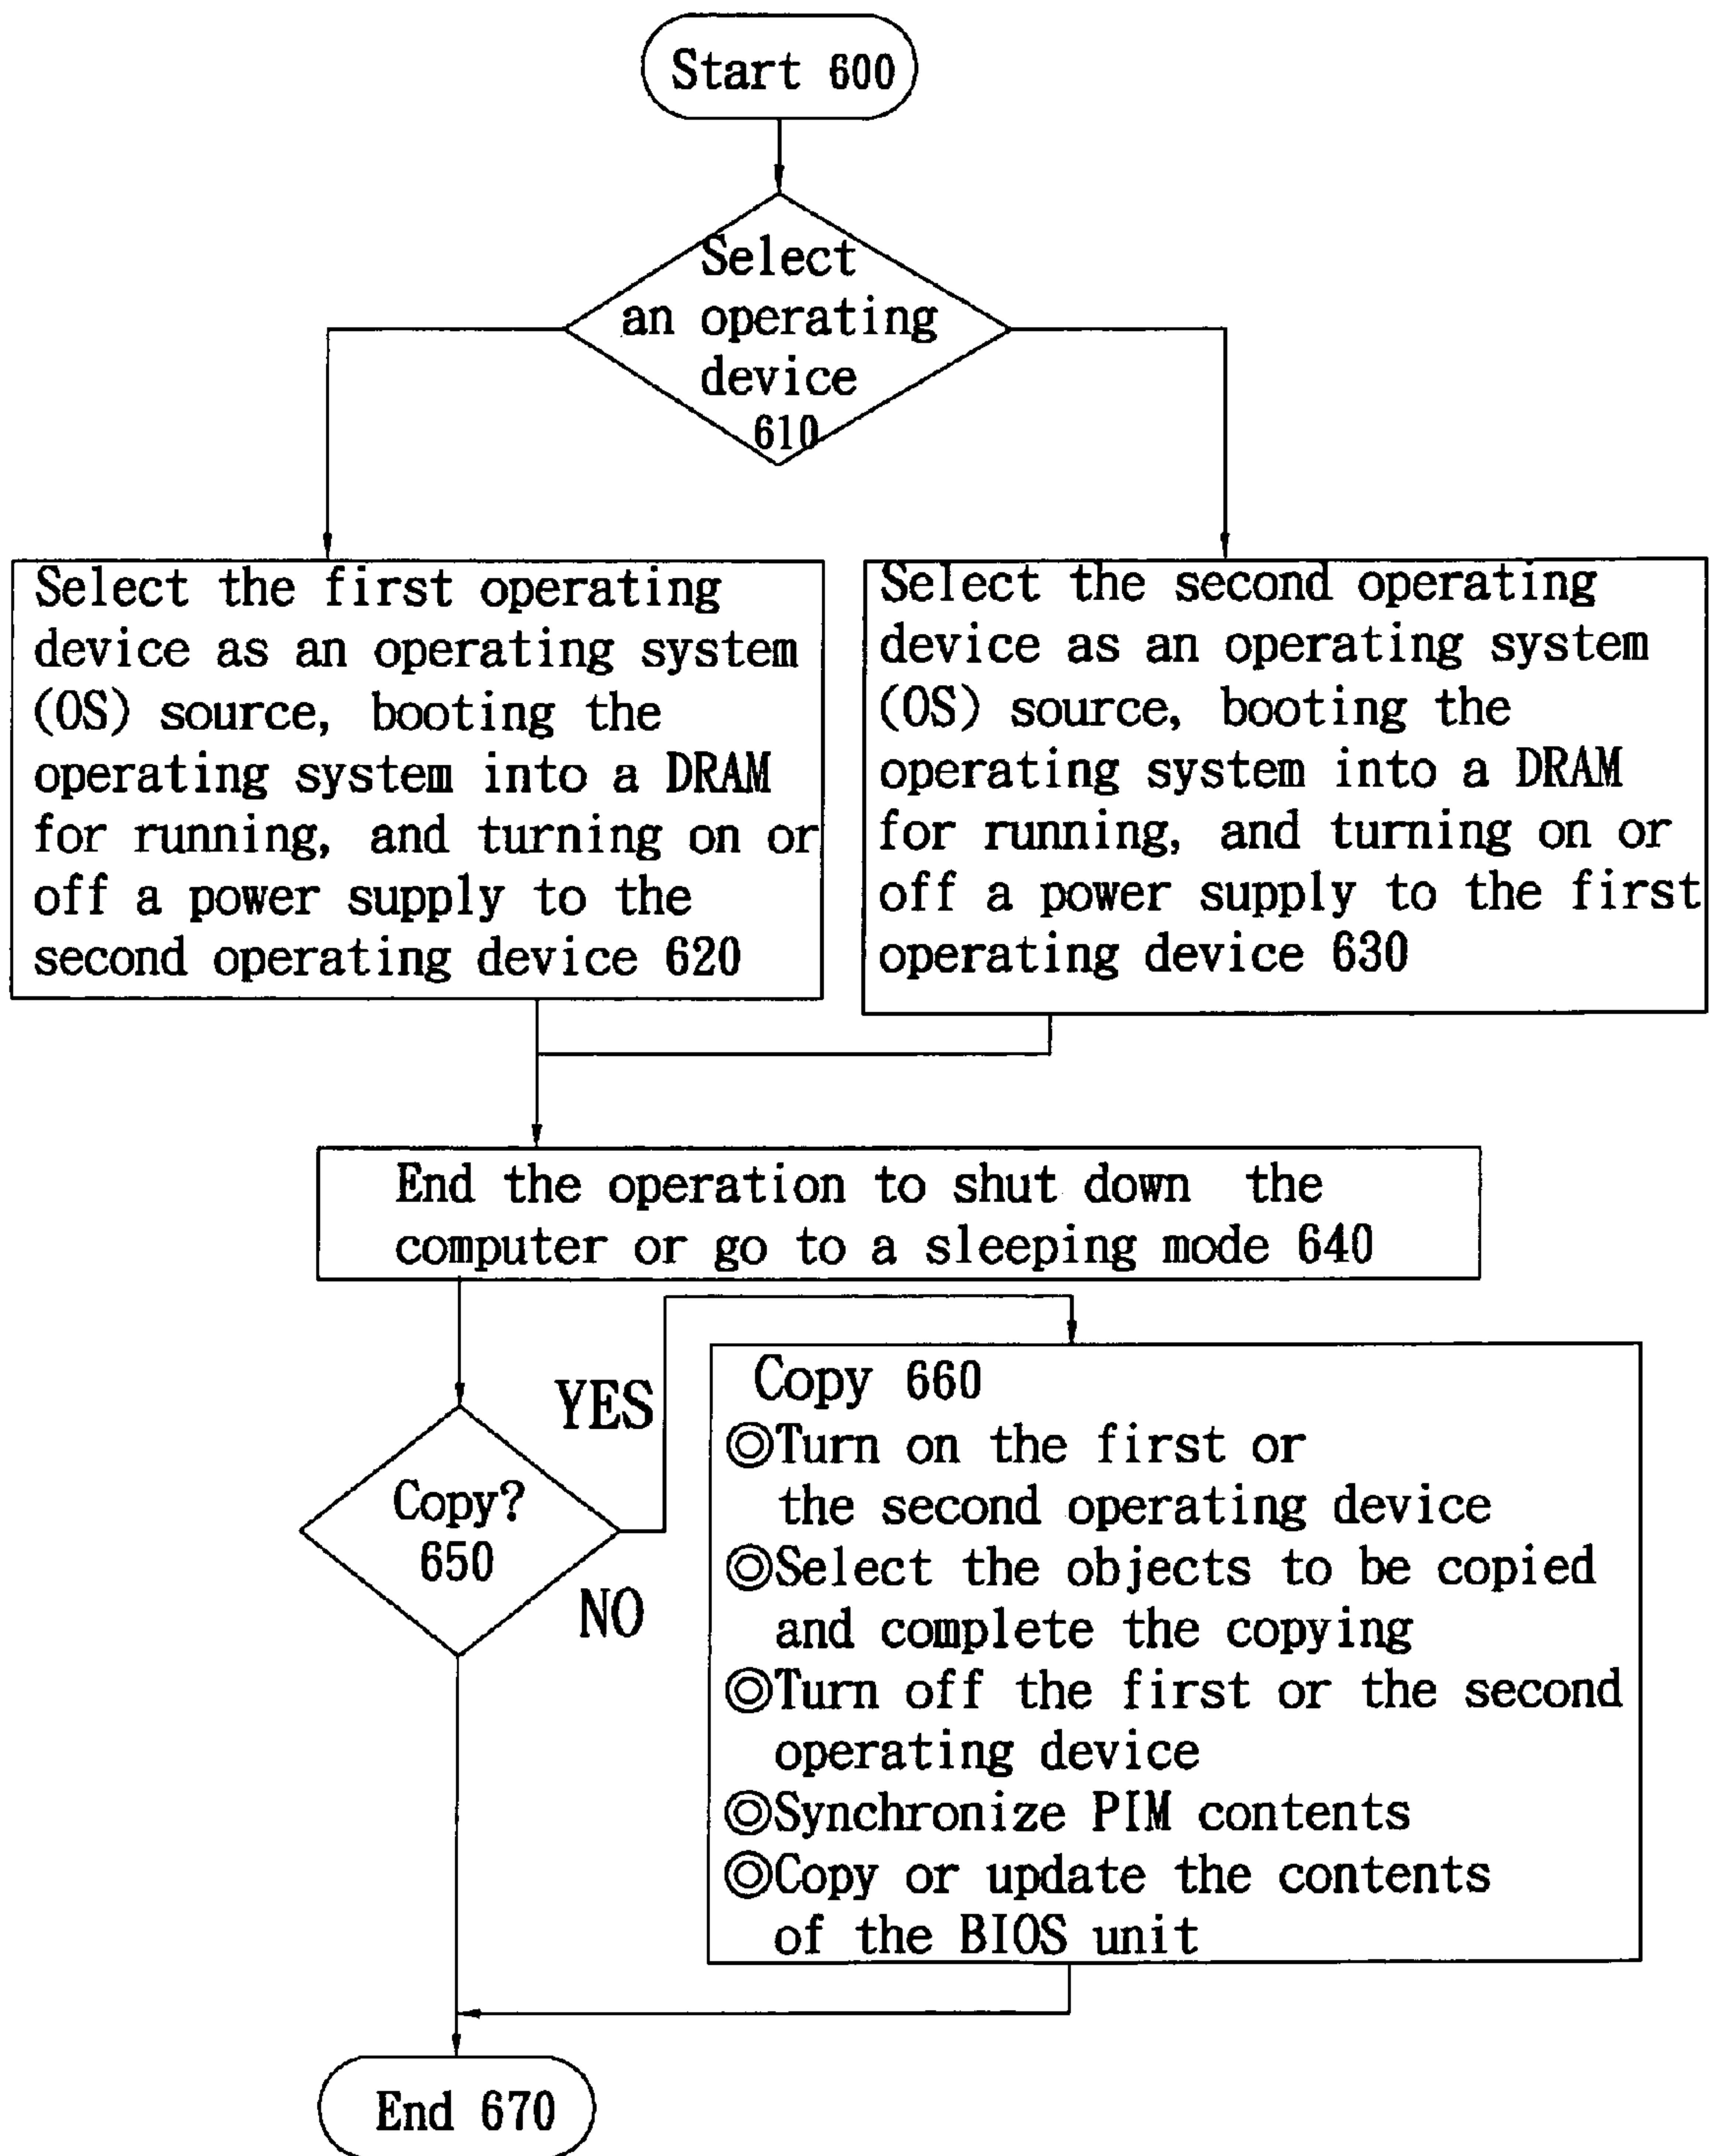 Start 600
Select
an operating
device
610
Select the first operating
device as an operating system
(OS) source, booting the
operating system into a DRAM
for running, and turning on or
off a power supply to the
second operating device 620
Select the second operating
device as an operating system
(OS) source, booting the
operating system into a DRAM
for running, and turning on or
off a power supply to the first
operating device 630
End the operation to shut down the
computer or go to a sleeping mode 640
YES
Copy?
650
NO
Copy 660
◎Turn on the first or
the second operating device
◎Select the objects to be copied
and complete the copying
◎Turn off the first or the second
operating device
◎Synchronize PIM contents
◎Copy or update the contents
of the BIOS unit
End 670